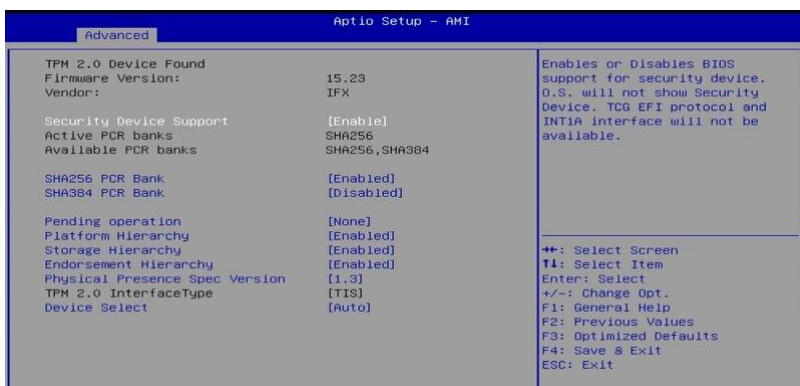 Aptio Setup – AMI
Advanced
TPM 2.0 Device Found
Firmware Version: 15.23
Vendor: IFX
Security Device Support [Enable]
Active PCR banks SHA256
Available PCR banks SHA256,SHA384
SHA256 PCR Bank [Enabled]
SHA384 PCR Bank [Disabled]
Pending operation [None]
Platform Hierarchy [Enabled]
Storage Hierarchy [Enabled]
Endorsement Hierarchy [Enabled]
Physical Presence Spec Version [1.3]
TPM 2.0 InterfaceType [TIS]
Device Select [Auto]
Enables or Disables BIOS
support for security device.
O.S. will not show Security
Device. TCG EFI protocol and
INT1A interface will not be
available.
→←: Select Screen
↑↓: Select Item
Enter: Select
+/-: Change Opt.
F1: General Help
F2: Previous Values
F3: Optimized Defaults
F4: Save & Exit
ESC: Exit